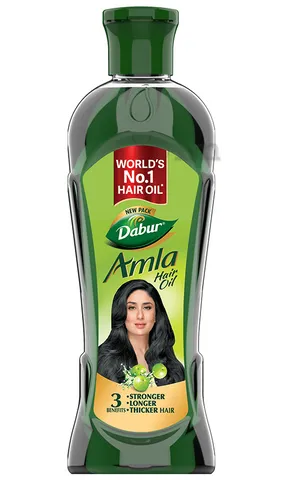 WORLD'S
No.1
HAIR OIL*
NEW PACK
Dabur
Amla
Hair
Oil
3
BENEFITS
•STRONGER
•LONGER
•THICKER HAIR